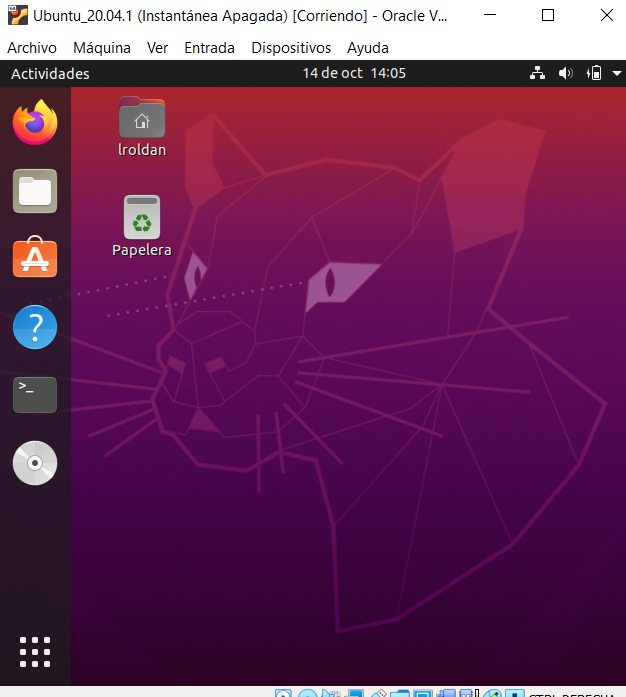 Ubuntu_20.04.1 (Instantánea Apagada) [Corriendo] - Oracle V...
Archivo Máquina Ver Entrada Dispositivos Ayuda
Actividades 14 de oct 14:05
lroldan
Papelera
>_
CTRL DERECHA